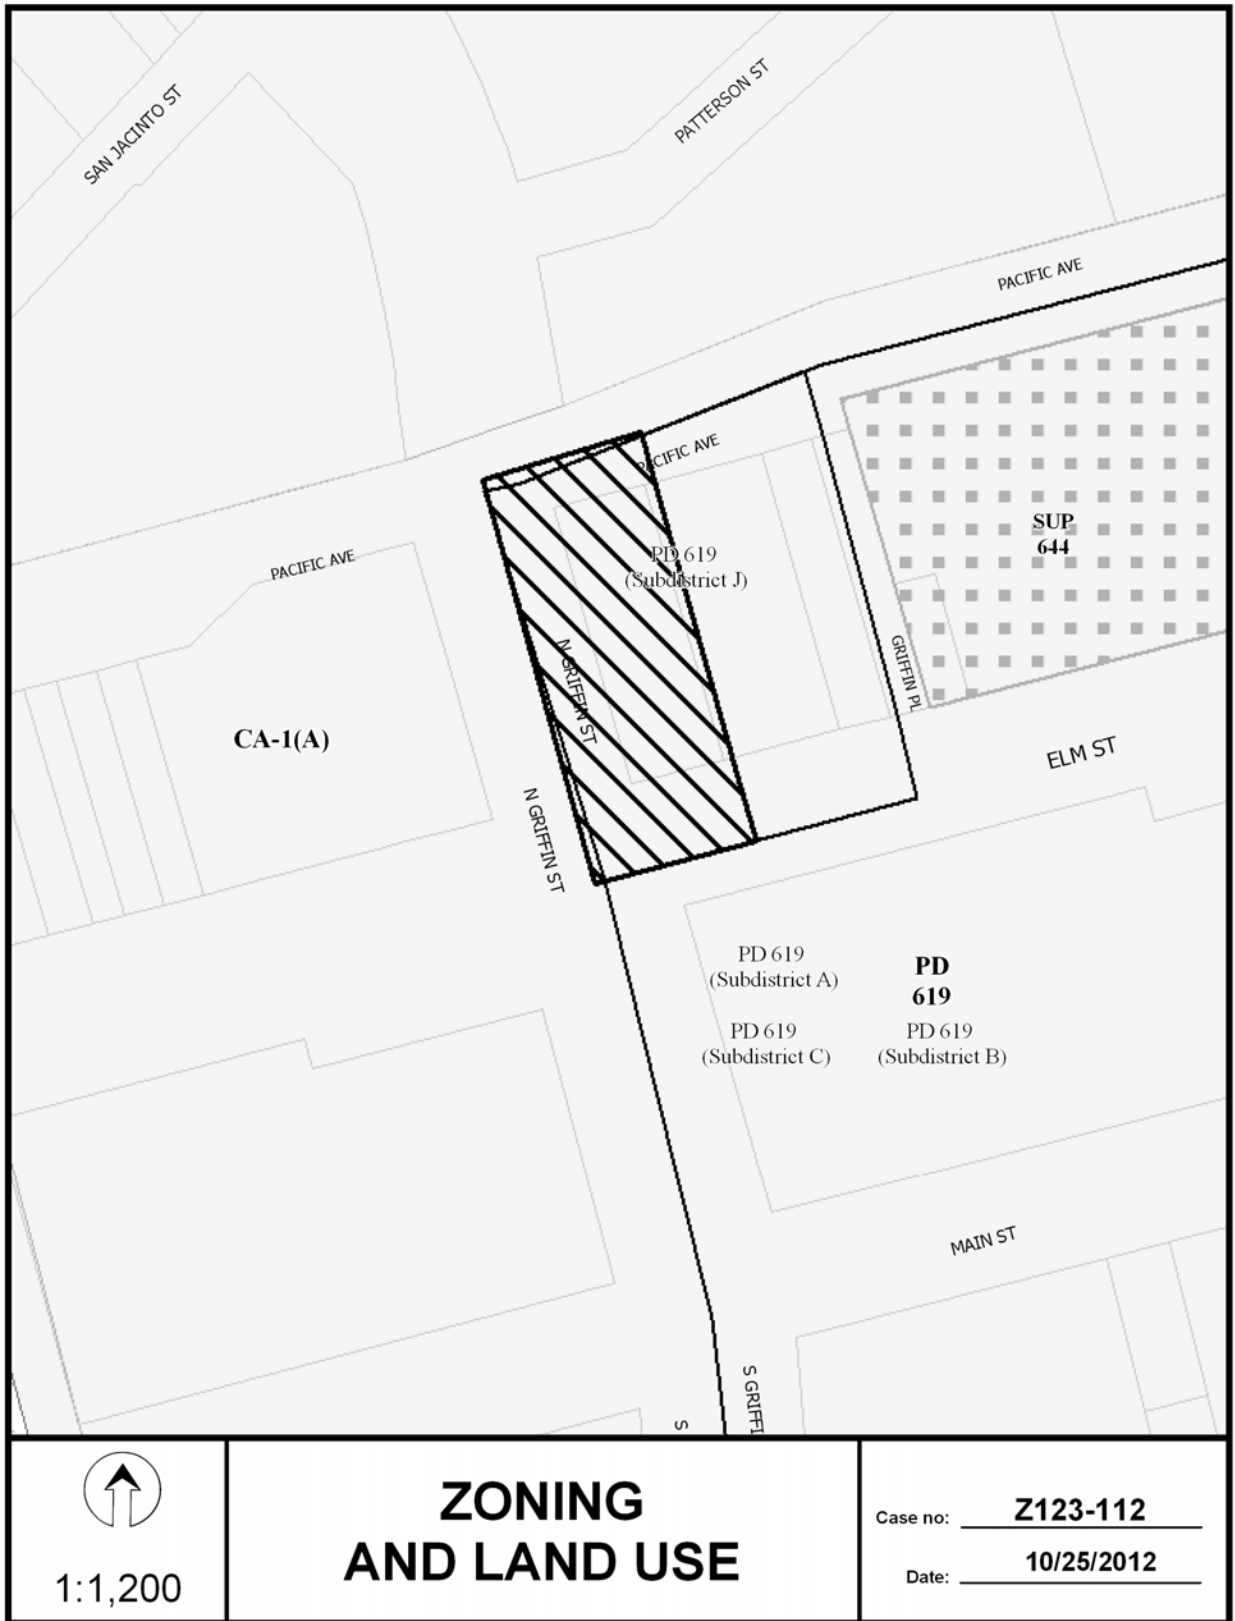 SAN JACINTO ST
PATTERSON ST
PACIFIC AVE
PACIFIC AVE
PACIFIC AVE
SUP
644
PD 619
(Subdistrict J)
N GRIFFIN ST
GRIFFIN PL
CA-1(A)
ELM ST
N GRIFFIN ST
PD 619
(Subdistrict A)
PD
619
PD 619
(Subdistrict C)
PD 619
(Subdistrict B)
MAIN ST
S GRIFFI
S
1:1,200
ZONING
AND LAND USE
Case no: Z123-112
Date: 10/25/2012